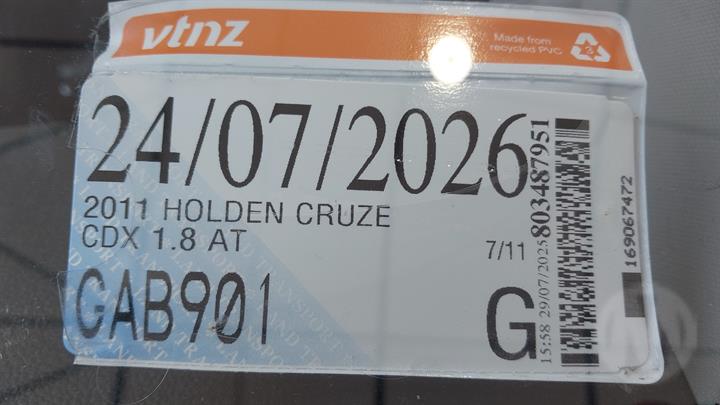 vtnz
Made from
recycled PVC
3
24/07/2026
2011 HOLDEN CRUZE
CDX 1.8 AT
7/11
GAB901
G
15:58 29/07/2025 803487951
169067472